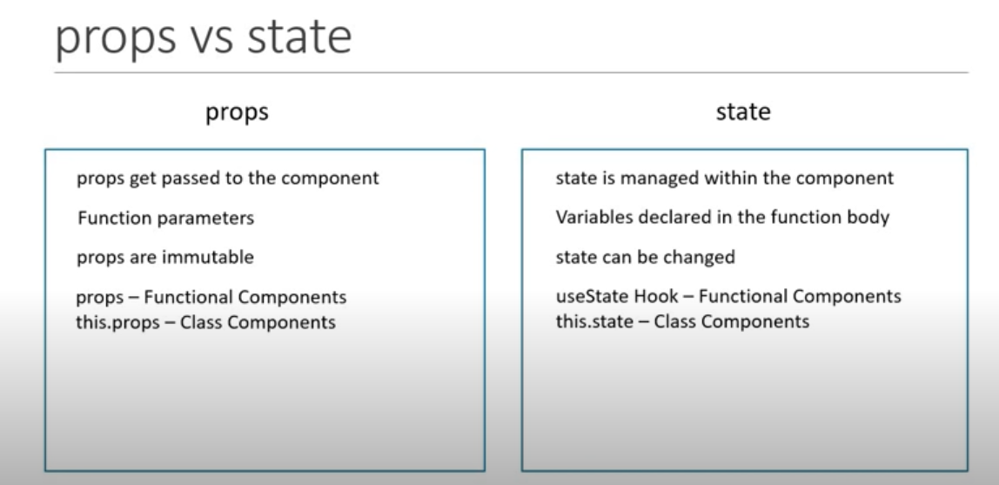 props vs state
props
props get passed to the component
Function parameters
props are immutable
props – Functional Components
this.props – Class Components
state
state is managed within the component
Variables declared in the function body
state can be changed
useState Hook – Functional Components
this.state – Class Components